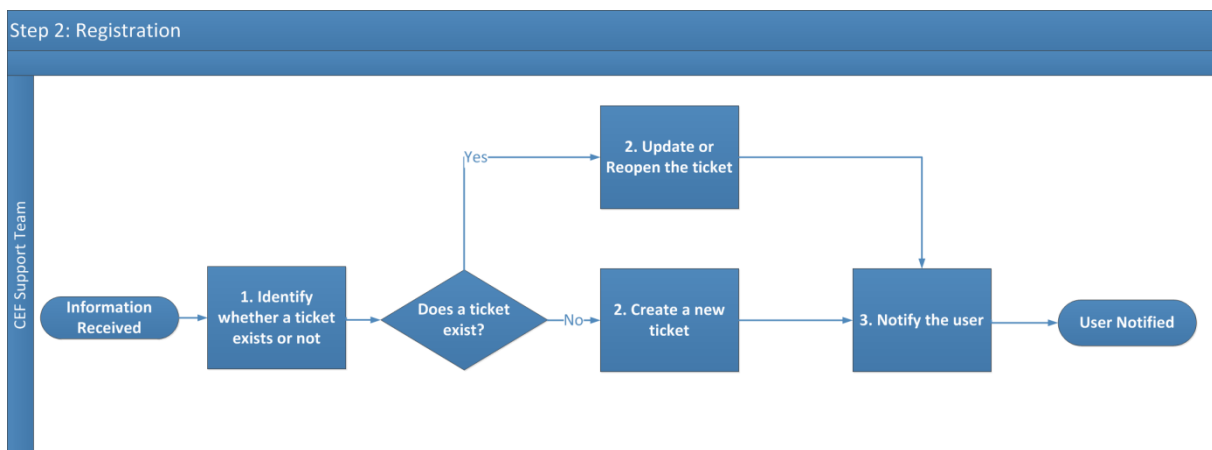 Step 2: Registration
CEF Support Team
Information
Received
1. Identify
whether a ticket
exists or not
Does a ticket
exist?
Yes
2. Update or
Reopen the ticket
No
2. Create a new
ticket
3. Notify the user
User Notified